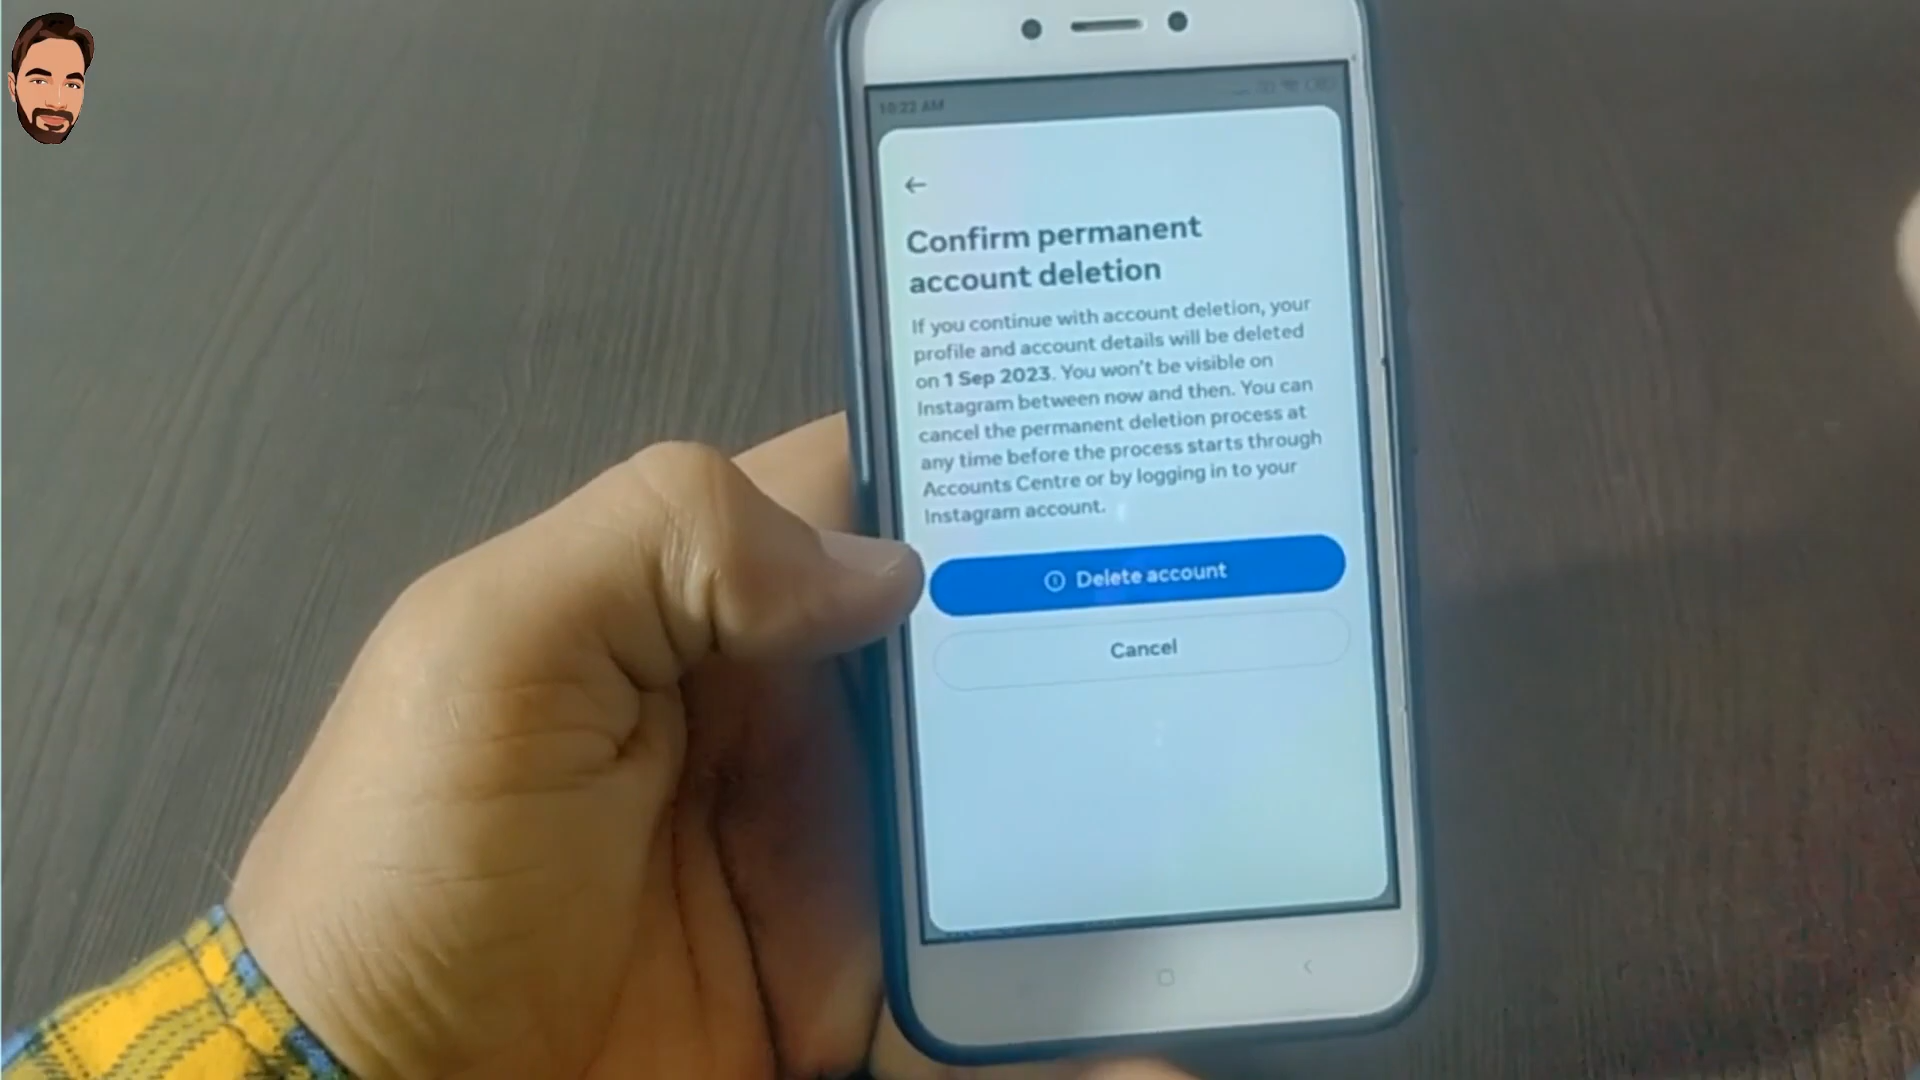 10:22 AM
Confirm permanent
account deletion
If you continue with account deletion, your
profile and account details will be deleted
on 1 Sep 2023. You won't be visible on
Instagram between now and then. You can
cancel the permanent deletion process at
any time before the process starts through
Accounts Centre or by logging in to your
Instagram account.
Delete account
Cancel